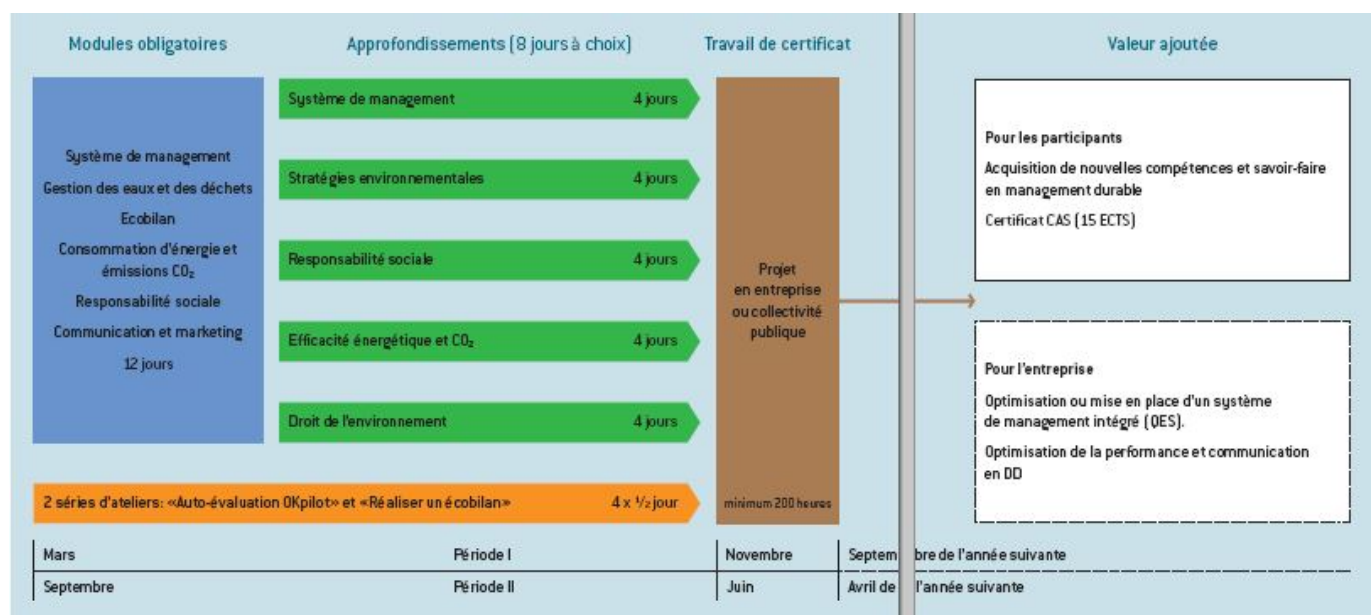 Modules obligatoires
Approfondissements (8 jours à choix)
Travail de certificat
Valeur ajoutée
Système de management
Gestion des eaux et des déchets
Ecobilan
Consommation d'énergie et
émissions CO₂
Responsabilité sociale
Communication et marketing
12 jours
Système de management 4 jours
Stratégies environnementales 4 jours
Responsabilité sociale 4 jours
Efficacité énergétique et CO₂ 4 jours
Droit de l'environnement 4 jours
2 séries d'ateliers: «Auto-évaluation OKpilot» et «Réaliser un écobilan» 4 x ½ jour
Projet
en entreprise
ou collectivité
publique
minimum 200 heures
Pour les participants
Acquisition de nouvelles compétences et savoir-faire
en management durable
Certificat CAS (15 ECTS)
Pour l'entreprise
Optimisation ou mise en place d'un système
de management intégré (QES).
Optimisation de la performance et communication
en DD
Mars Période I Novembre Septembre de l'année suivante
Septembre Période II Juin Avril de l'année suivante